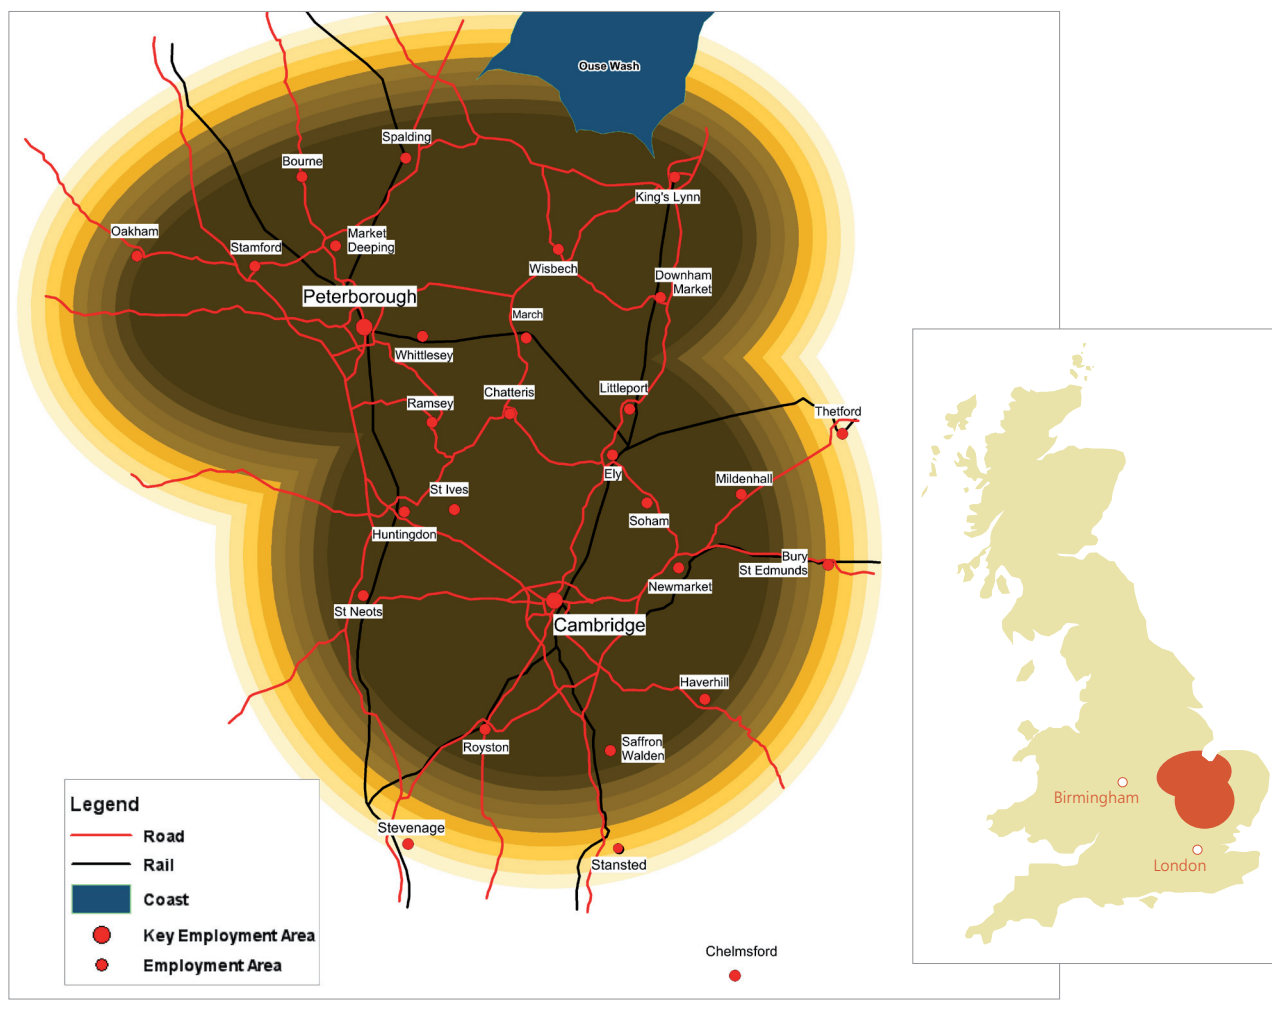 Ouse Wash
Spalding
Bourne
King's Lynn
Oakham
Stamford
Market
Deeping
Wisbech
Downham
Market
Peterborough
March
Whittlesey
Littleport
Chatteris
Ramsey
Thetford
Ely
Mildenhall
St Ives
Soham
Huntingdon
Bury
St Edmunds
Newmarket
St Neots
Cambridge
Haverhill
Royston
Saffron
Walden
Stevenage
Stansted
Chelmsford
Legend
Road
Rail
Coast
Key Employment Area
Employment Area
Birmingham
London